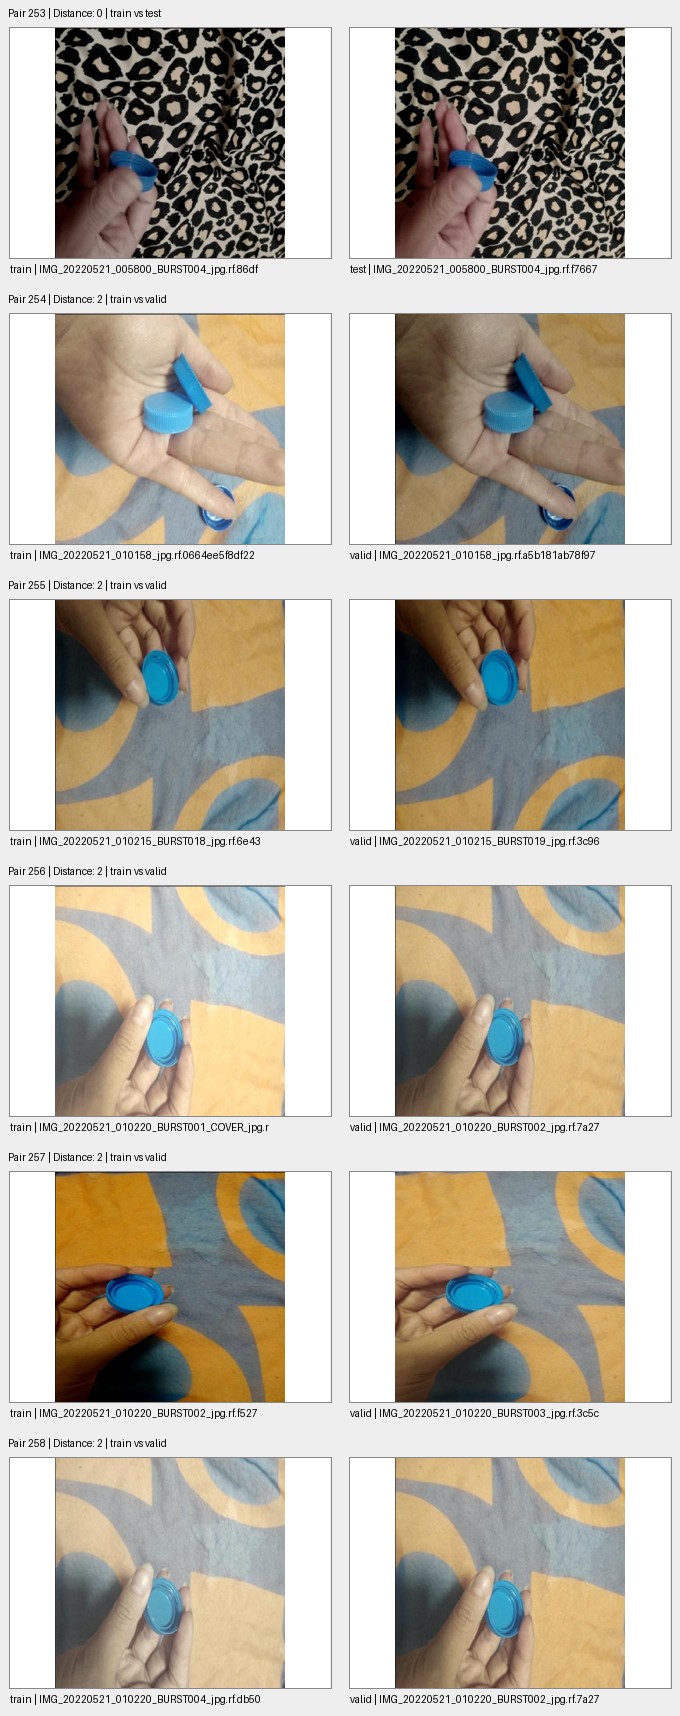 Pair 253 | Distance: 0 | train vs test
train | IMG_20220521_005800_BURST004_jpg.rf.86df
test | IMG_20220521_005800_BURST004_jpg.rf.f7667
Pair 254 | Distance: 2 | train vs valid
train | IMG_20220521_010158_jpg.rf.0664ee5f8df22
valid | IMG_20220521_010158_jpg.rf.a5b181ab78f97
Pair 255 | Distance: 2 | train vs valid
train | IMG_20220521_010215_BURST018_jpg.rf.6e43
valid | IMG_20220521_010215_BURST019_jpg.rf.3c96
Pair 256 | Distance: 2 | train vs valid
train | IMG_20220521_010220_BURST001_COVER_jpg.r
valid | IMG_20220521_010220_BURST002_jpg.rf.7a27
Pair 257 | Distance: 2 | train vs valid
train | IMG_20220521_010220_BURST002_jpg.rf.f527
valid | IMG_20220521_010220_BURST003_jpg.rf.3c5c
Pair 258 | Distance: 2 | train vs valid
train | IMG_20220521_010220_BURST004_jpg.rf.db50
valid | IMG_20220521_010220_BURST002_jpg.rf.7a27